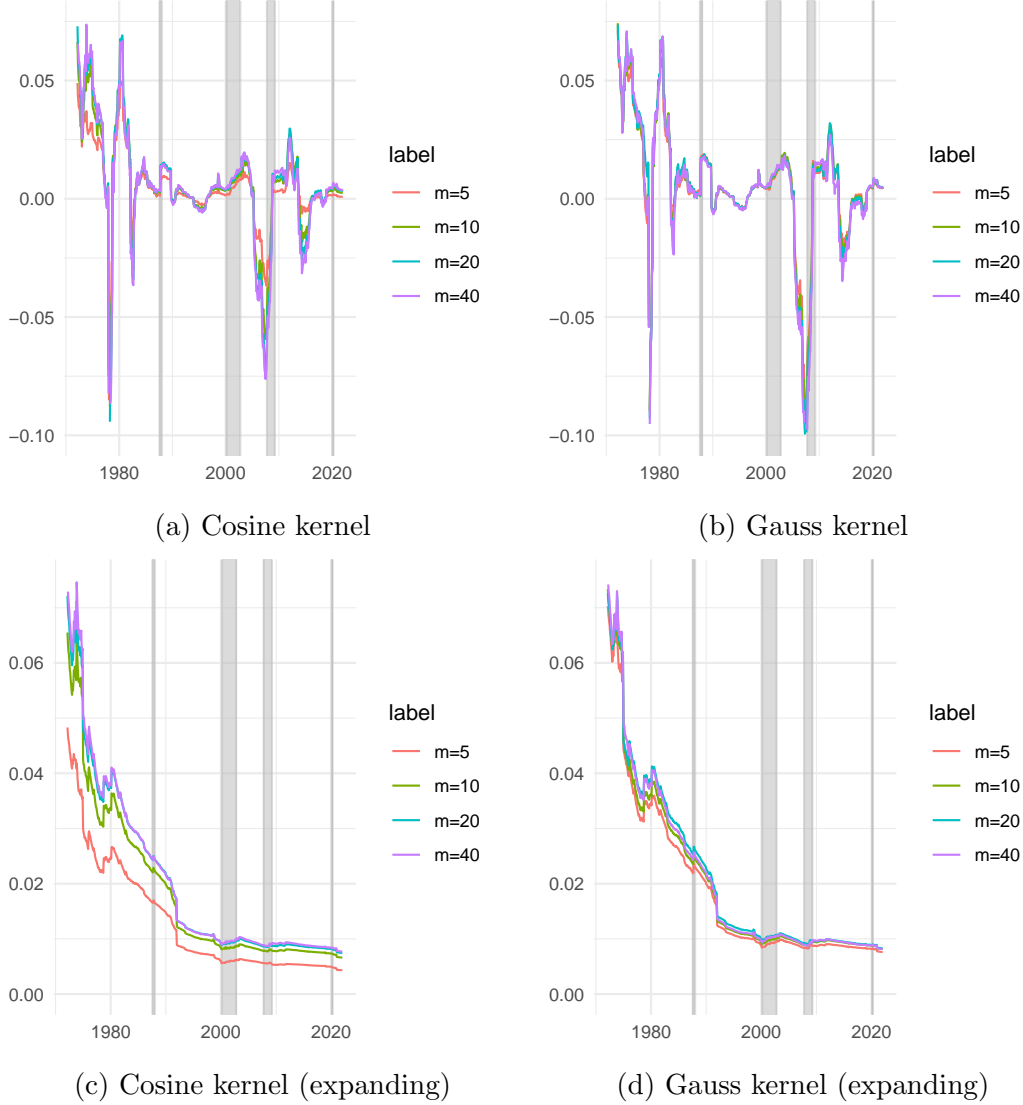 0.05
0.00
−0.05
−0.10
1980 2000 2020
label
m=5
m=10
m=20
m=40
(a) Cosine kernel
0.05
0.00
−0.05
−0.10
1980 2000 2020
label
m=5
m=10
m=20
m=40
(b) Gauss kernel
0.06
0.04
0.02
0.00
1980 2000 2020
label
m=5
m=10
m=20
m=40
(c) Cosine kernel (expanding)
0.06
0.04
0.02
0.00
1980 2000 2020
label
m=5
m=10
m=20
m=40
(d) Gauss kernel (expanding)